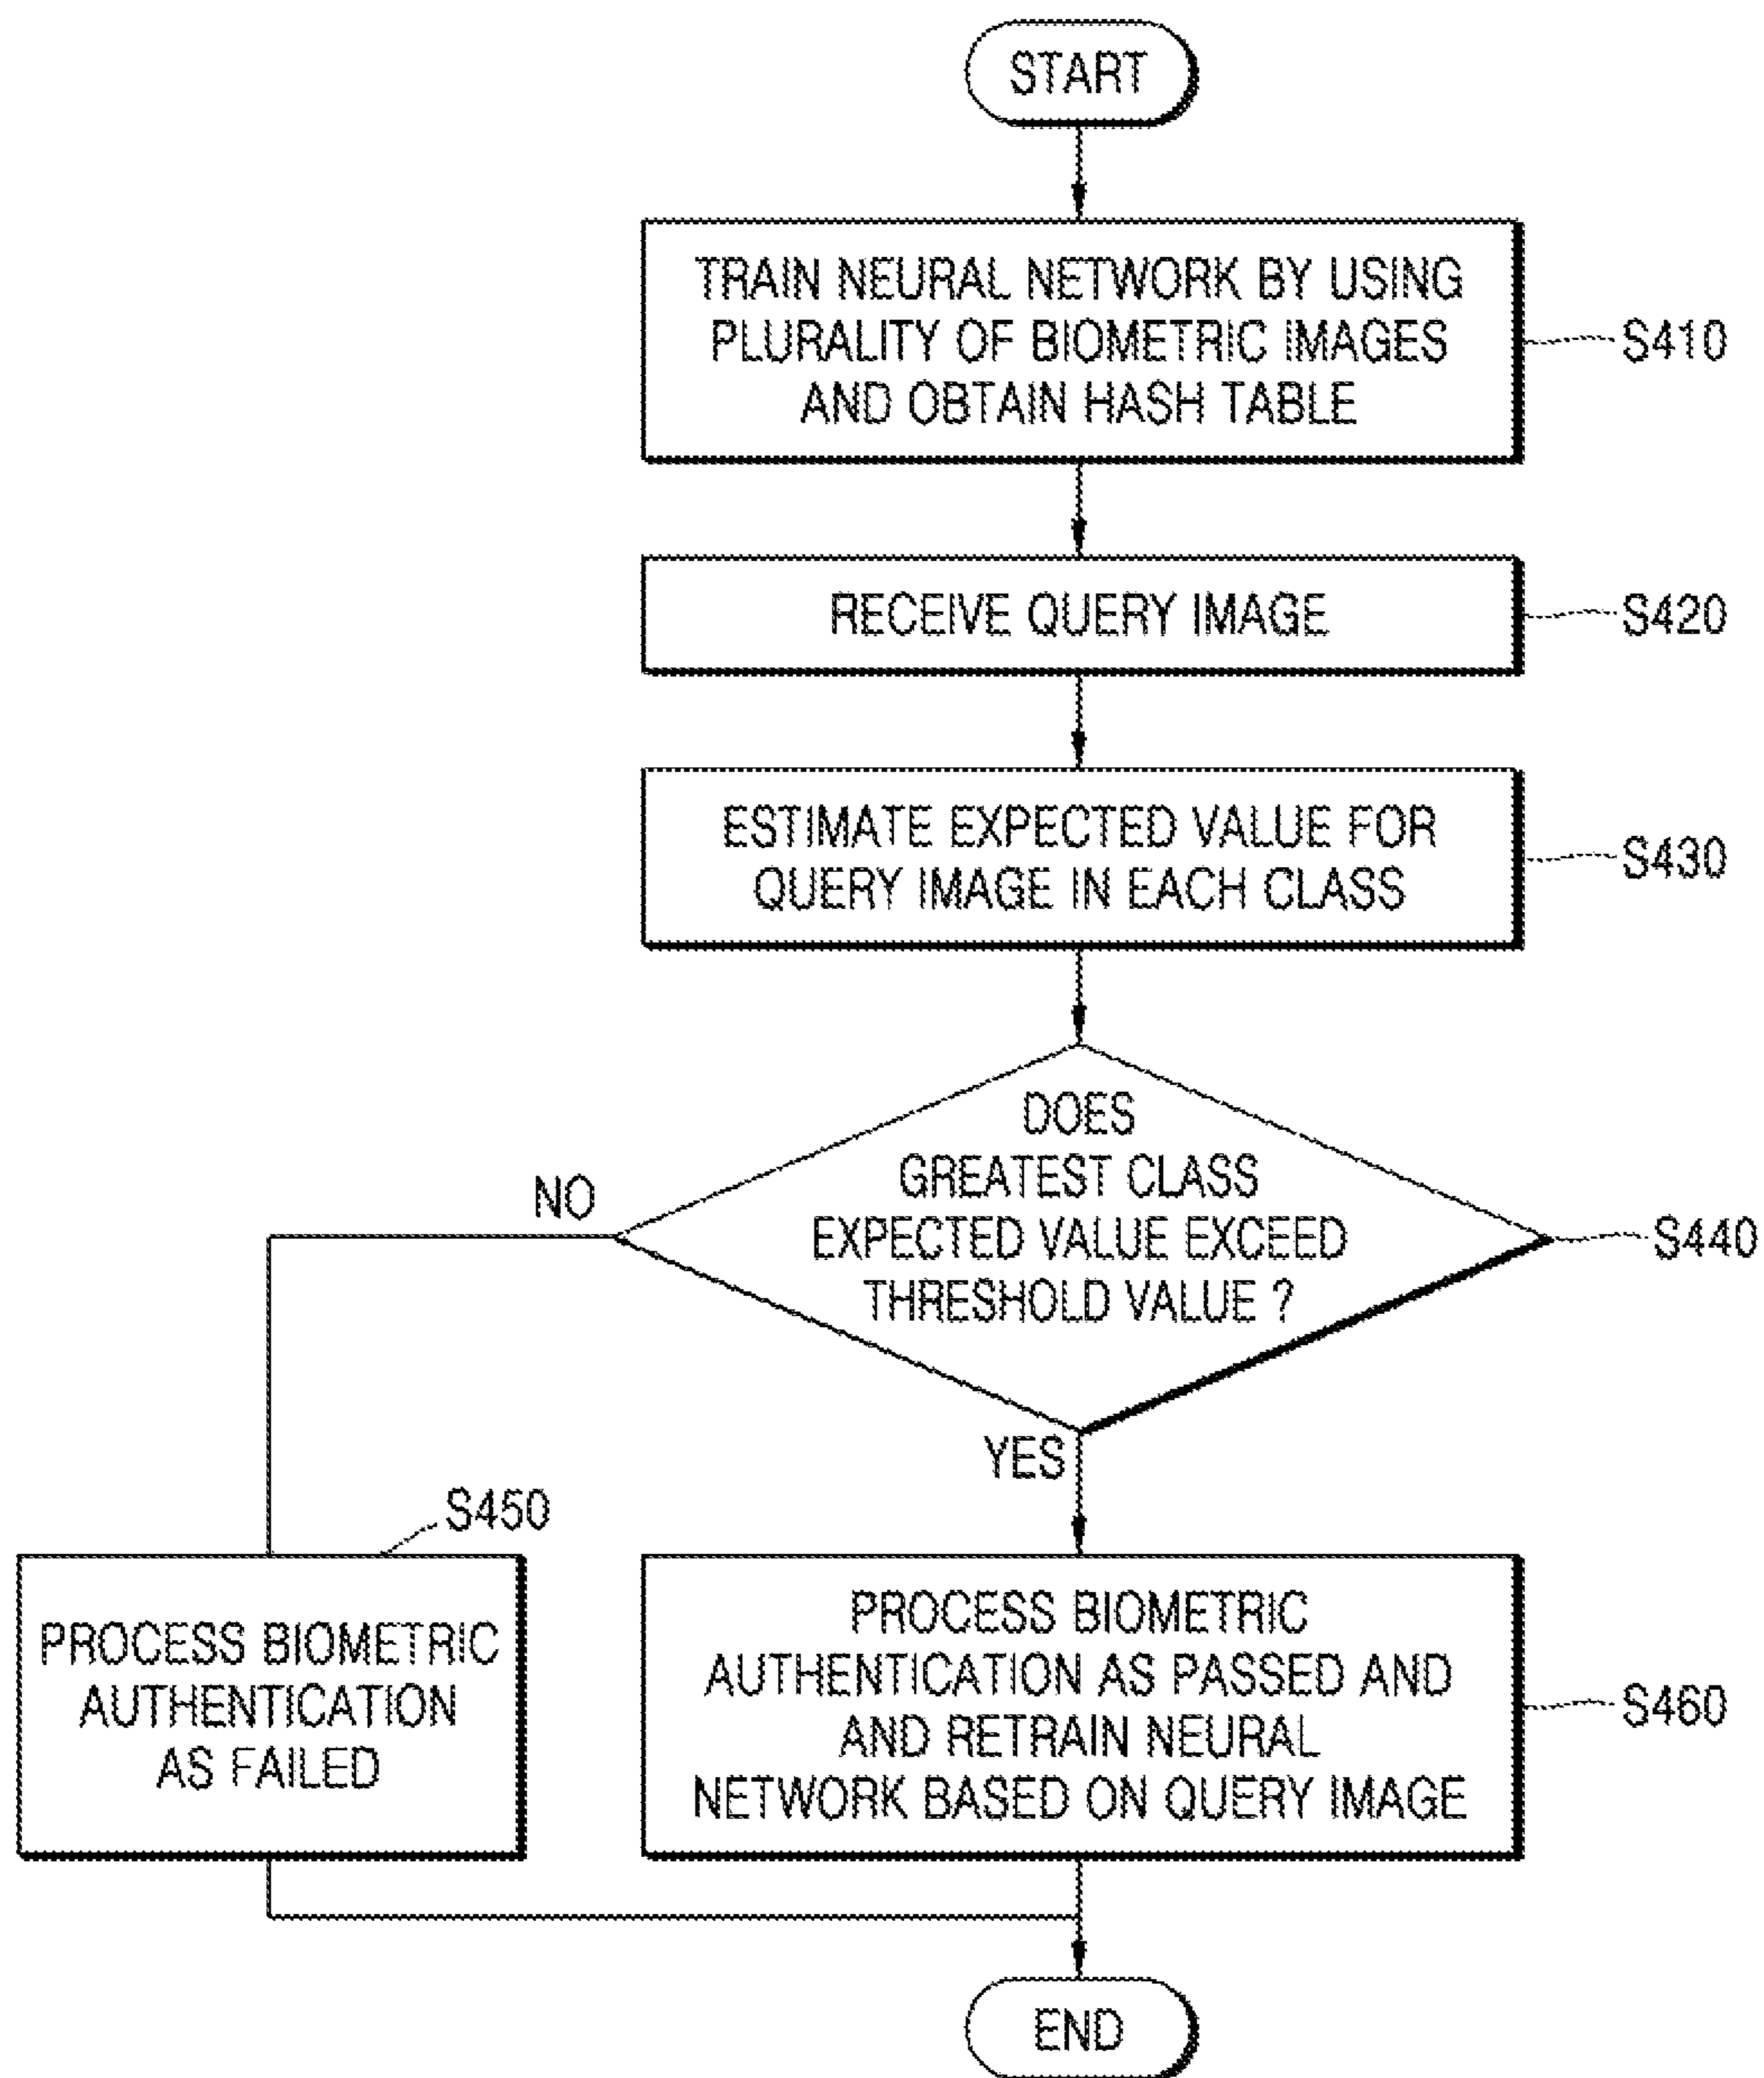 START
TRAIN NEURAL NETWORK BY USING
PLURALITY OF BIOMETRIC IMAGES
AND OBTAIN HASH TABLE
S410
RECEIVE QUERY IMAGE
S420
ESTIMATE EXPECTED VALUE FOR
QUERY IMAGE IN EACH CLASS
S430
DOES
GREATEST CLASS
EXPECTED VALUE EXCEED
THRESHOLD VALUE ?
S440
NO
YES
S450
PROCESS BIOMETRIC
AUTHENTICATION
AS FAILED
PROCESS BIOMETRIC
AUTHENTICATION AS PASSED AND
AND RETRAIN NEURAL
NETWORK BASED ON QUERY IMAGE
S460
END